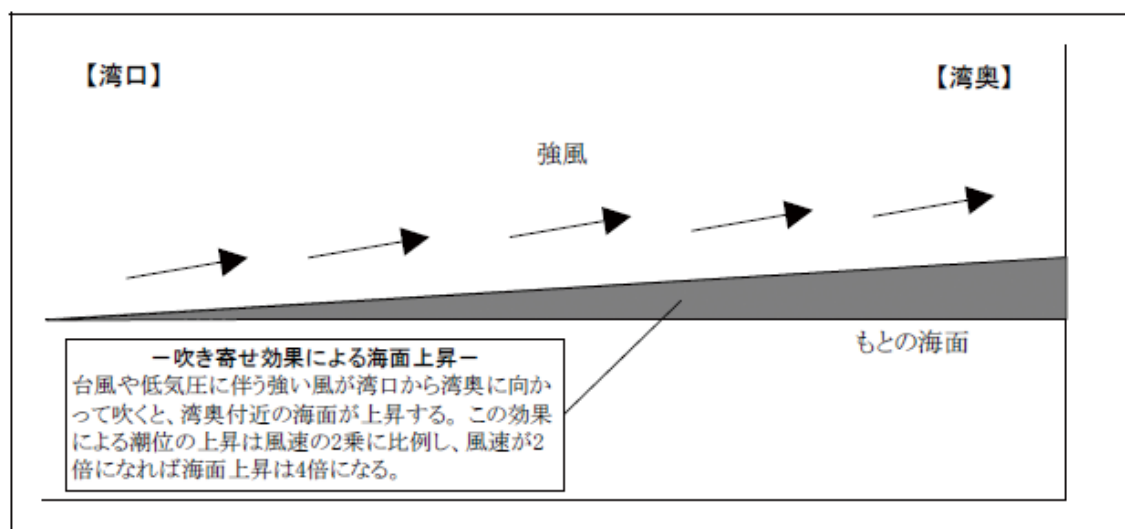 【湾口】
【湾奥】
強風
もとの海面
－吹き寄せ効果による海面上昇－
台風や低気圧に伴う強い風が湾口から湾奥に向か
って吹くと、湾奥付近の海面が上昇する。この効果
による潮位の上昇は風速の2乗に比例し、風速が2
倍になれば海面上昇は4倍になる。